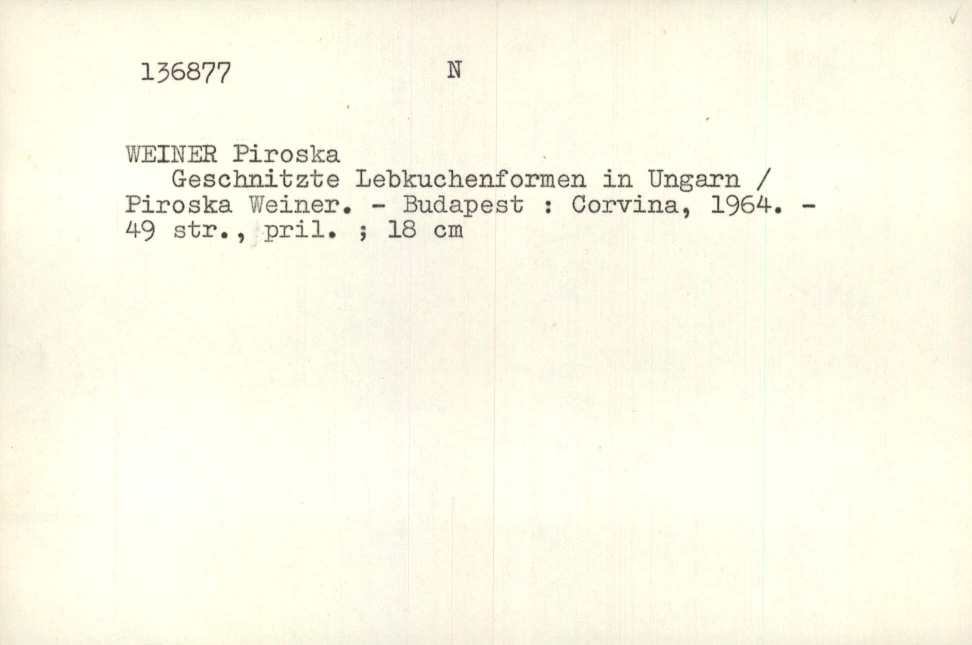 136877 N
WEINER Piroska
Geschnitzte Lebkuchenformen in Ungarn /
Piroska Weiner. - Budapest : Corvina, 1964. -
49 str., pril. ; 18 cm